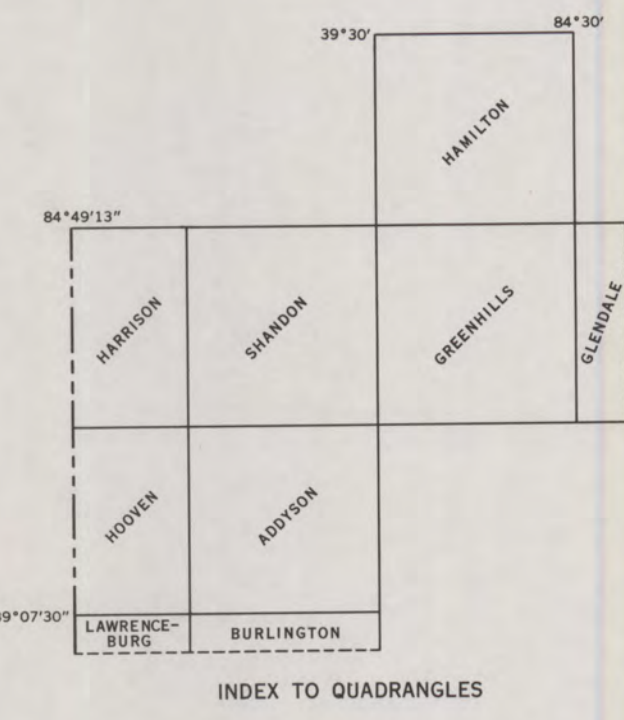 39°30′
84°30′
HAMILTON
84°49′13″
HARRISON
SHANDON
GREENHILLS
GLENDALE
HOOVEN
ADDYSON
9°07′30″
LAWRENCE-
BURG
BURLINGTON
INDEX TO QUADRANGLES